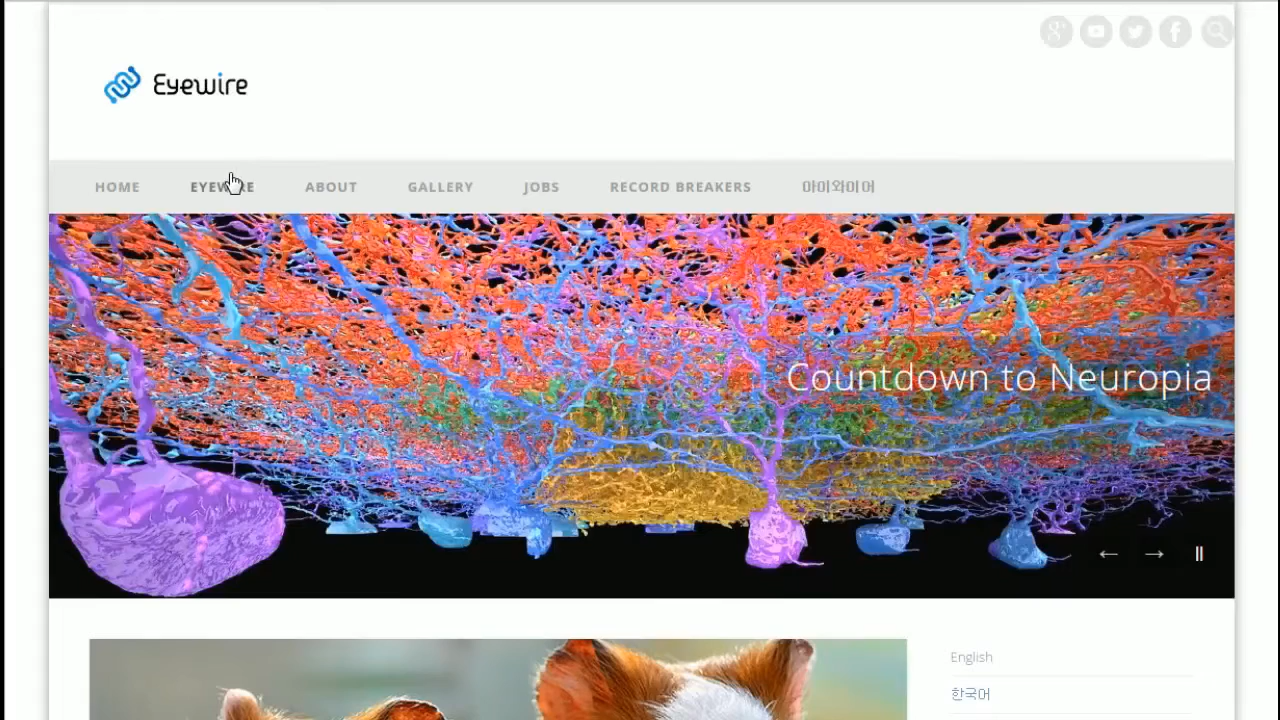 Eyewire
HOME EYEWIRE ABOUT GALLERY JOBS RECORD BREAKERS 아이와이어
Countdown to Neuropia
English
한국어